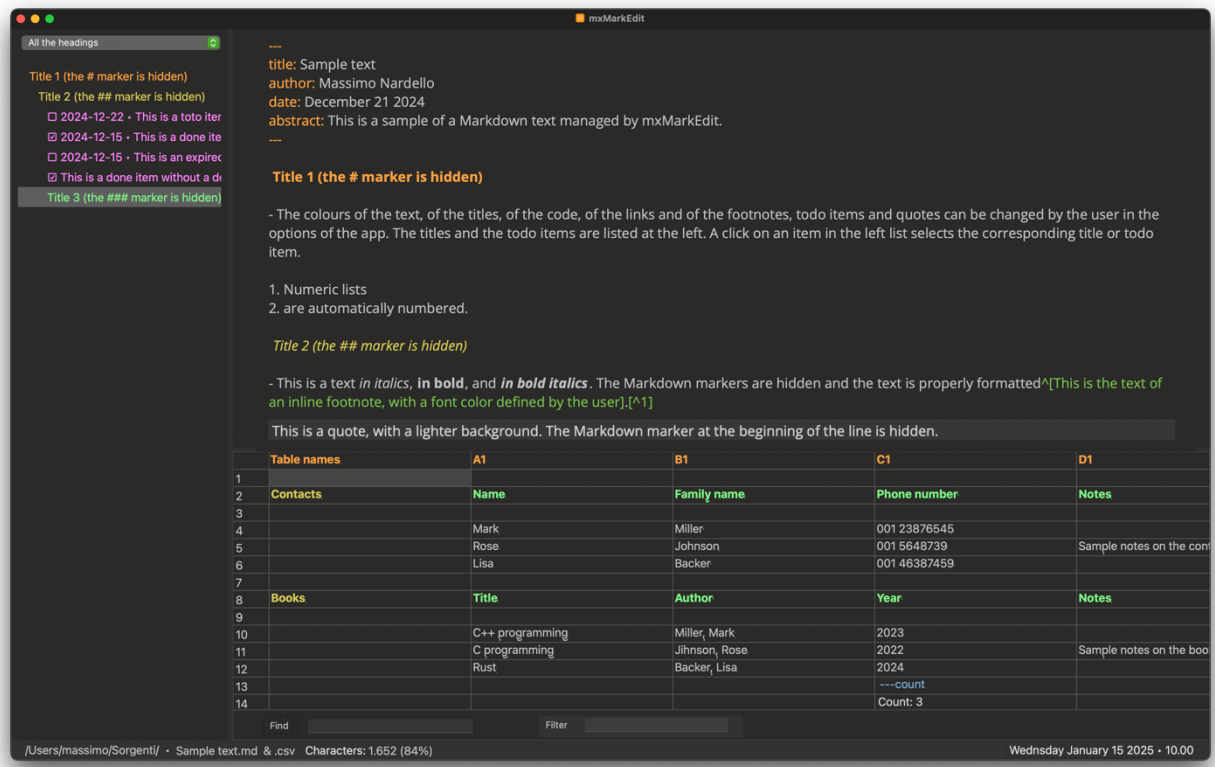 mxMarkEdit
All the headings
Title 1 (the # marker is hidden)
Title 2 (the ## marker is hidden)
☐ 2024-12-22 • This is a toto iter
☑ 2024-12-15 • This is a done ite
☐ 2024-12-15 • This is an expired
☑ This is a done item without a d
Title 3 (the ### marker is hidden)
---
title: Sample text
author: Massimo Nardello
date: December 21 2024
abstract: This is a sample of a Markdown text managed by mxMarkEdit.
---
Title 1 (the # marker is hidden)
- The colours of the text, of the titles, of the code, of the links and of the footnotes, todo items and quotes can be changed by the user in the
options of the app. The titles and the todo items are listed at the left. A click on an item in the left list selects the corresponding title or todo
item.
1. Numeric lists
2. are automatically numbered.
Title 2 (the ## marker is hidden)
- This is a text in italics, in bold, and in bold italics. The Markdown markers are hidden and the text is properly formatted^[This is the text of
an inline footnote, with a font color defined by the user].[^1]
This is a quote, with a lighter background. The Markdown marker at the beginning of the line is hidden.
Table names A1 B1 C1 D1
1
2 Contacts Name Family name Phone number Notes
3
4 Mark Miller 001 23876545
5 Rose Johnson 001 5648739 Sample notes on the cont
6 Lisa Backer 001 46387459
7
8 Books Title Author Year Notes
9
10 C++ programming Miller, Mark 2023
11 C programming Jihnson, Rose 2022 Sample notes on the boo
12 Rust Backer, Lisa 2024
13 ---count
14 Count: 3
Find Filter
/Users/massimo/Sorgenti/ • Sample text.md & .csv Characters: 1.652 (84%) Wednsday January 15 2025 • 10.00